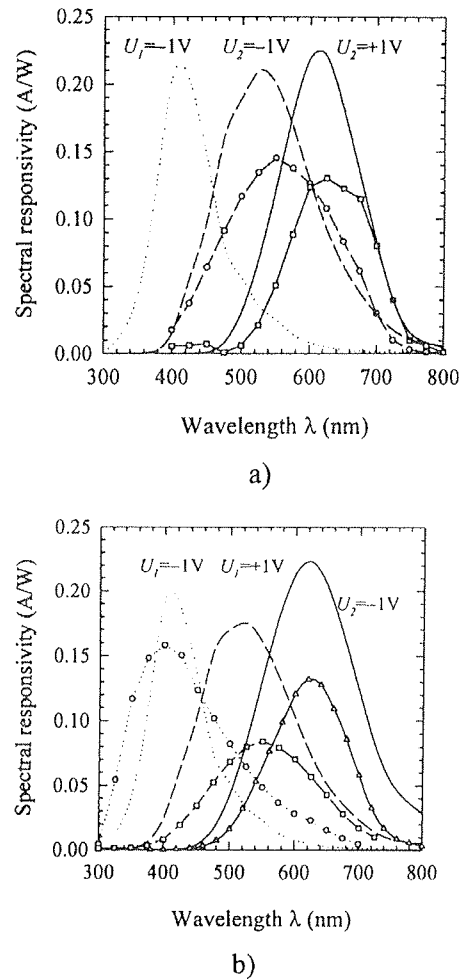 0.25
U₁=-1V U₂=-1V U₂=+1V
0.20
0.15
0.10
0.05
0.00
Spectral responsivity (A/W)
300 400 500 600 700 800
Wavelength λ (nm)
a)
0.25
U₁=-1V U₁=+1V
U₂=-1V
0.20
0.15
0.10
0.05
0.00
Spectral responsivity (A/W)
300 400 500 600 700 800
Wavelength λ (nm)
b)